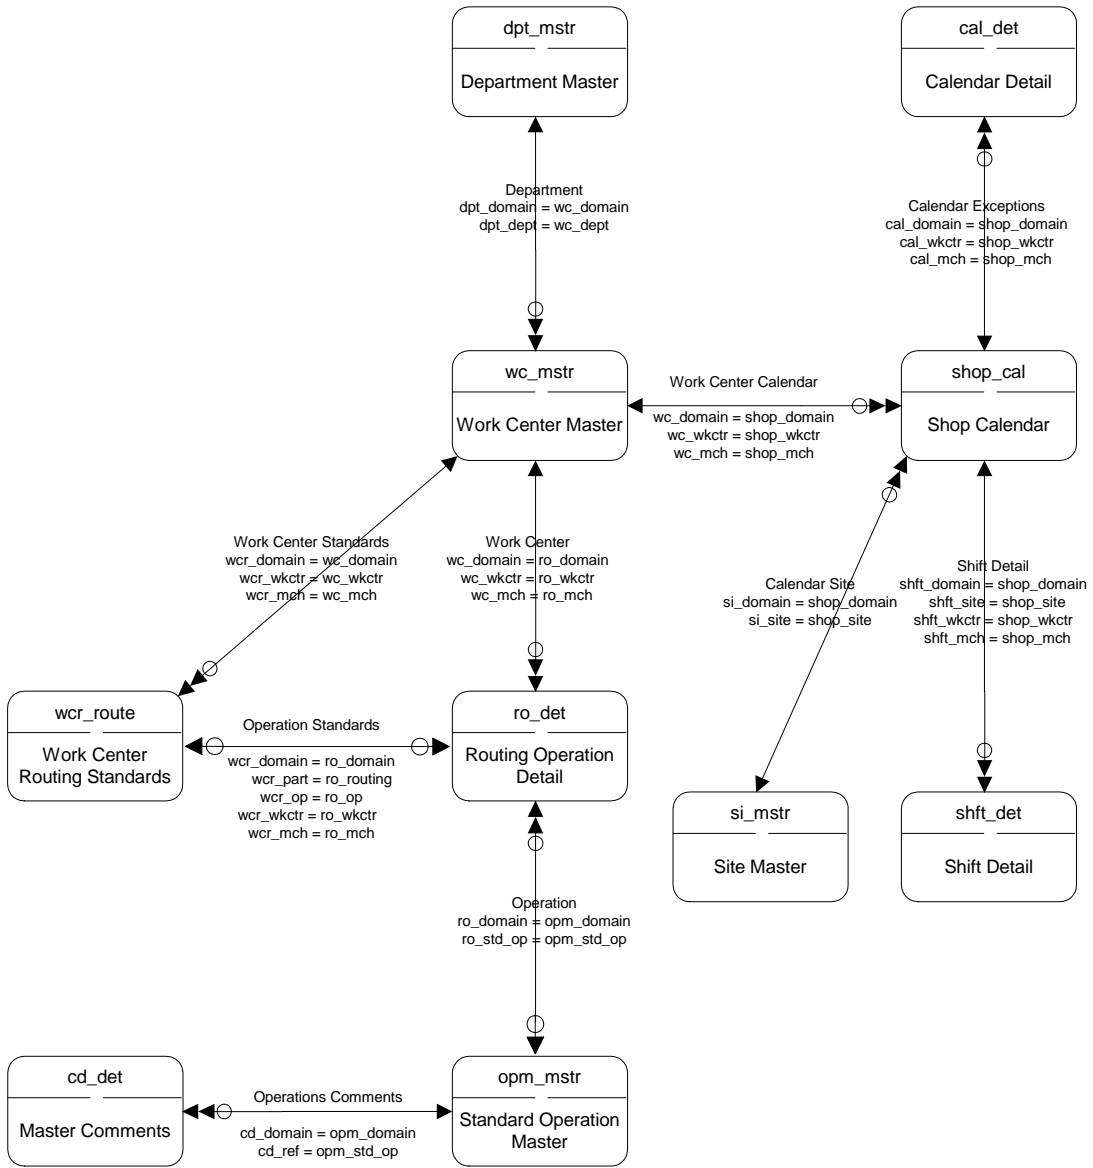 dpt_mstr
Department Master
cal_det
Calendar Detail
Department
dpt_domain = wc_domain
dpt_dept = wc_dept
Calendar Exceptions
cal_domain = shop_domain
cal_wkctr = shop_wkctr
cal_mch = shop_mch
wc_mstr
Work Center Master
Work Center Calendar
wc_domain = shop_domain
wc_wkctr = shop_wkctr
wc_mch = shop_mch
shop_cal
Shop Calendar
Work Center Standards
wcr_domain = wc_domain
wcr_wkctr = wc_wkctr
wcr_mch = wc_mch
Work Center
wc_domain = ro_domain
wc_wkctr = ro_wkctr
wc_mch = ro_mch
Calendar Site
si_domain = shop_domain
si_site = shop_site
Shift Detail
shft_domain = shop_domain
shft_site = shop_site
shft_wkctr = shop_wkctr
shft_mch = shop_mch
wcr_route
Work Center
Routing Standards
Operation Standards
wcr_domain = ro_domain
wcr_part = ro_routing
wcr_op = ro_op
wcr_wkctr = ro_wkctr
wcr_mch = ro_mch
ro_det
Routing Operation
Detail
si_mstr
Site Master
shft_det
Shift Detail
Operation
ro_domain = opm_domain
ro_std_op = opm_std_op
cd_det
Master Comments
Operations Comments
cd_domain = opm_domain
cd_ref = opm_std_op
opm_mstr
Standard Operation
Master